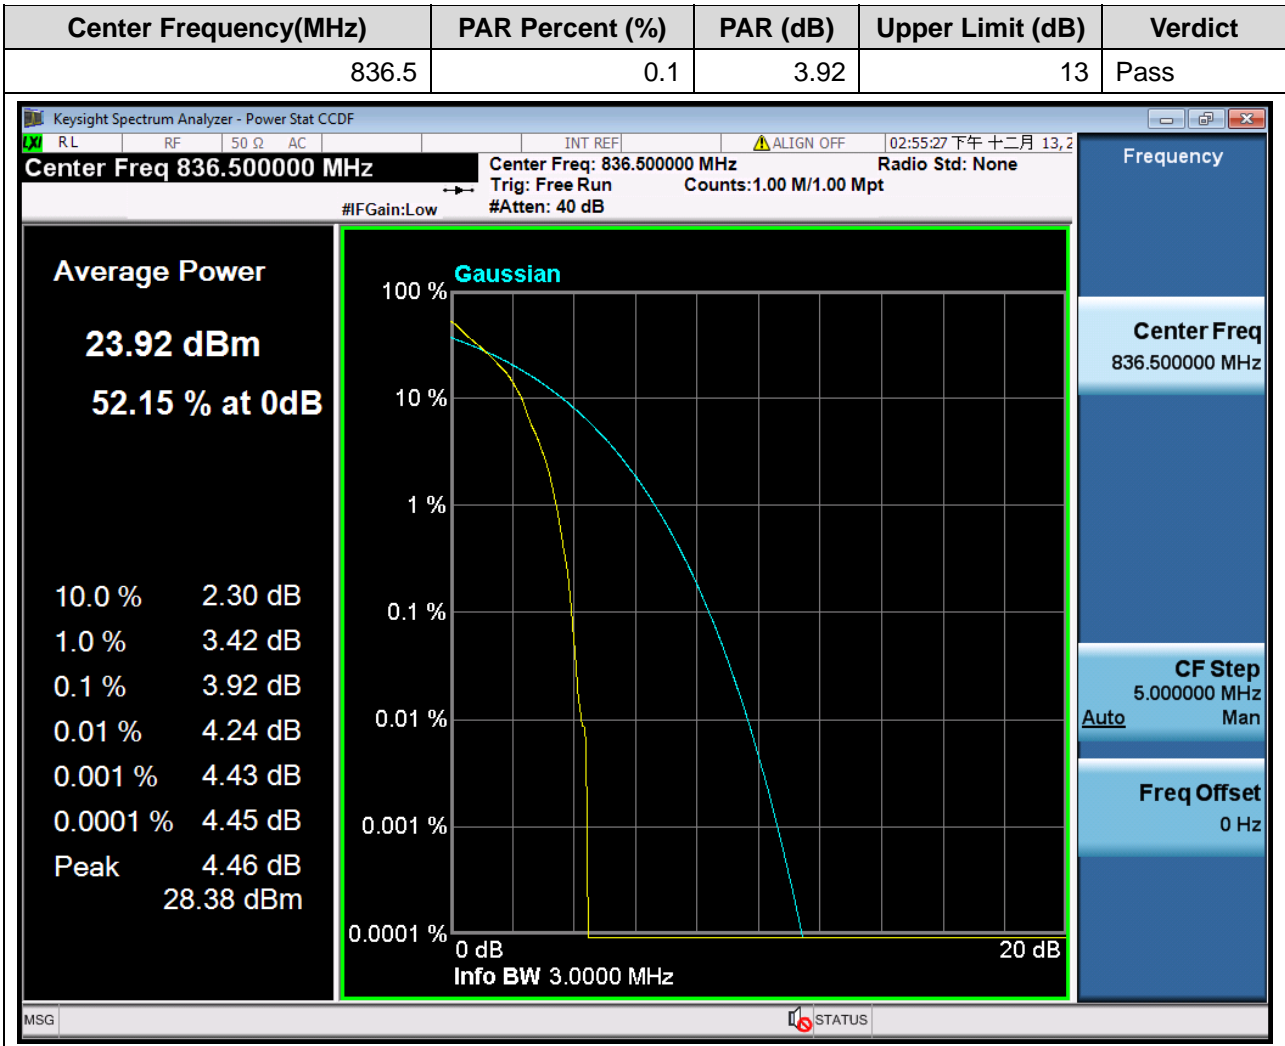 Center Frequency(MHz) PAR Percent (%) PAR (dB) Upper Limit (dB) Verdict
836.5 0.1 3.92 13 Pass
Keysight Spectrum Analyzer - Power Stat CCDF
LXI RL RF 50 Ω AC INT REF ALIGN OFF 02:55:27 下午 十二月 13, 2
Center Freq 836.500000 MHz
Center Freq: 836.500000 MHz Radio Std: None
Trig: Free Run Counts:1.00 M/1.00 Mpt
#IFGain:Low #Atten: 40 dB
Average Power
23.92 dBm
52.15 % at 0dB
10.0 % 2.30 dB
1.0 % 3.42 dB
0.1 % 3.92 dB
0.01 % 4.24 dB
0.001 % 4.43 dB
0.0001 % 4.45 dB
Peak 4.46 dB
28.38 dBm
Gaussian
100 %
10 %
1 %
0.1 %
0.01 %
0.001 %
0.0001 %
0 dB 20 dB
Info BW 3.0000 MHz
Frequency
Center Freq
836.500000 MHz
CF Step
5.000000 MHz
Auto Man
Freq Offset
0 Hz
MSG STATUS